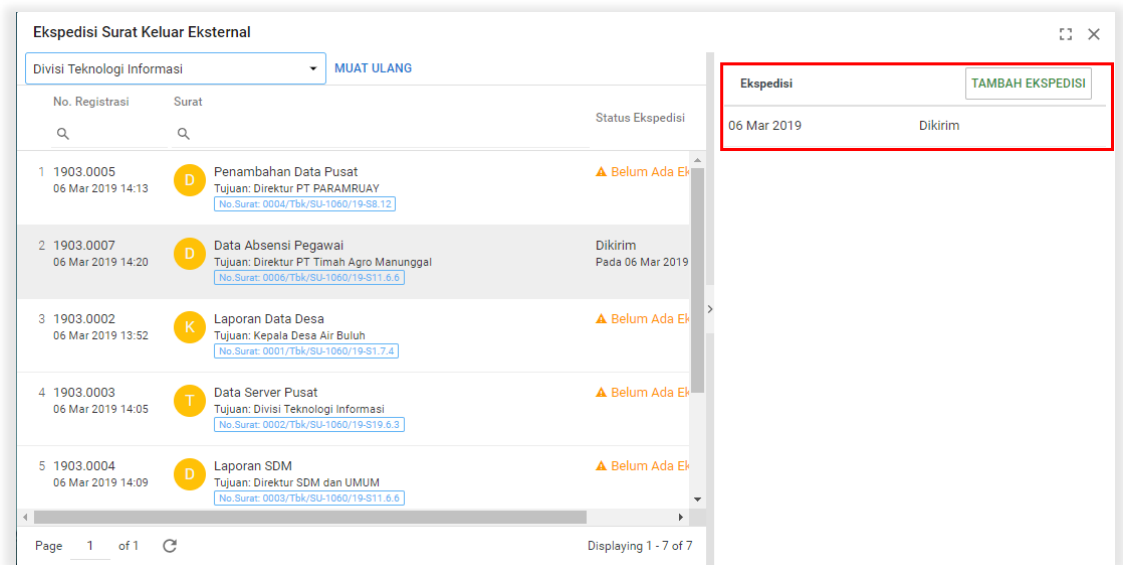 Ekspedisi Surat Keluar Eksternal
Divisi Teknologi Informasi
MUAT ULANG
No. Registrasi Surat Status Ekspedisi
1 1903.0005
06 Mar 2019 14:13
D
Penambahan Data Pusat
Tujuan: Direktur PT PARAMRUAY
No.Surat: 0004/Tbk/SU-1060/19-S8.12
Belum Ada Ek
2 1903.0007
06 Mar 2019 14:20
D
Data Absensi Pegawai
Tujuan: Direktur PT Timah Agro Manunggal
No.Surat: 0006/Tbk/SU-1060/19-S11.6.6
Dikirim
Pada 06 Mar 2019
3 1903.0002
06 Mar 2019 13:52
K
Laporan Data Desa
Tujuan: Kepala Desa Air Buluh
No.Surat: 0001/Tbk/SU-1060/19-S1.7.4
Belum Ada Ek
4 1903.0003
06 Mar 2019 14:05
T
Data Server Pusat
Tujuan: Divisi Teknologi Informasi
No.Surat: 0002/Tbk/SU-1060/19-S19.6.3
Belum Ada Ek
5 1903.0004
06 Mar 2019 14:09
D
Laporan SDM
Tujuan: Direktur SDM dan UMUM
No.Surat: 0003/Tbk/SU-1060/19-S11.6.6
Belum Ada Ek
Page 1 of 1
Displaying 1 - 7 of 7
Ekspedisi
TAMBAH EKSPEDISI
06 Mar 2019 Dikirim